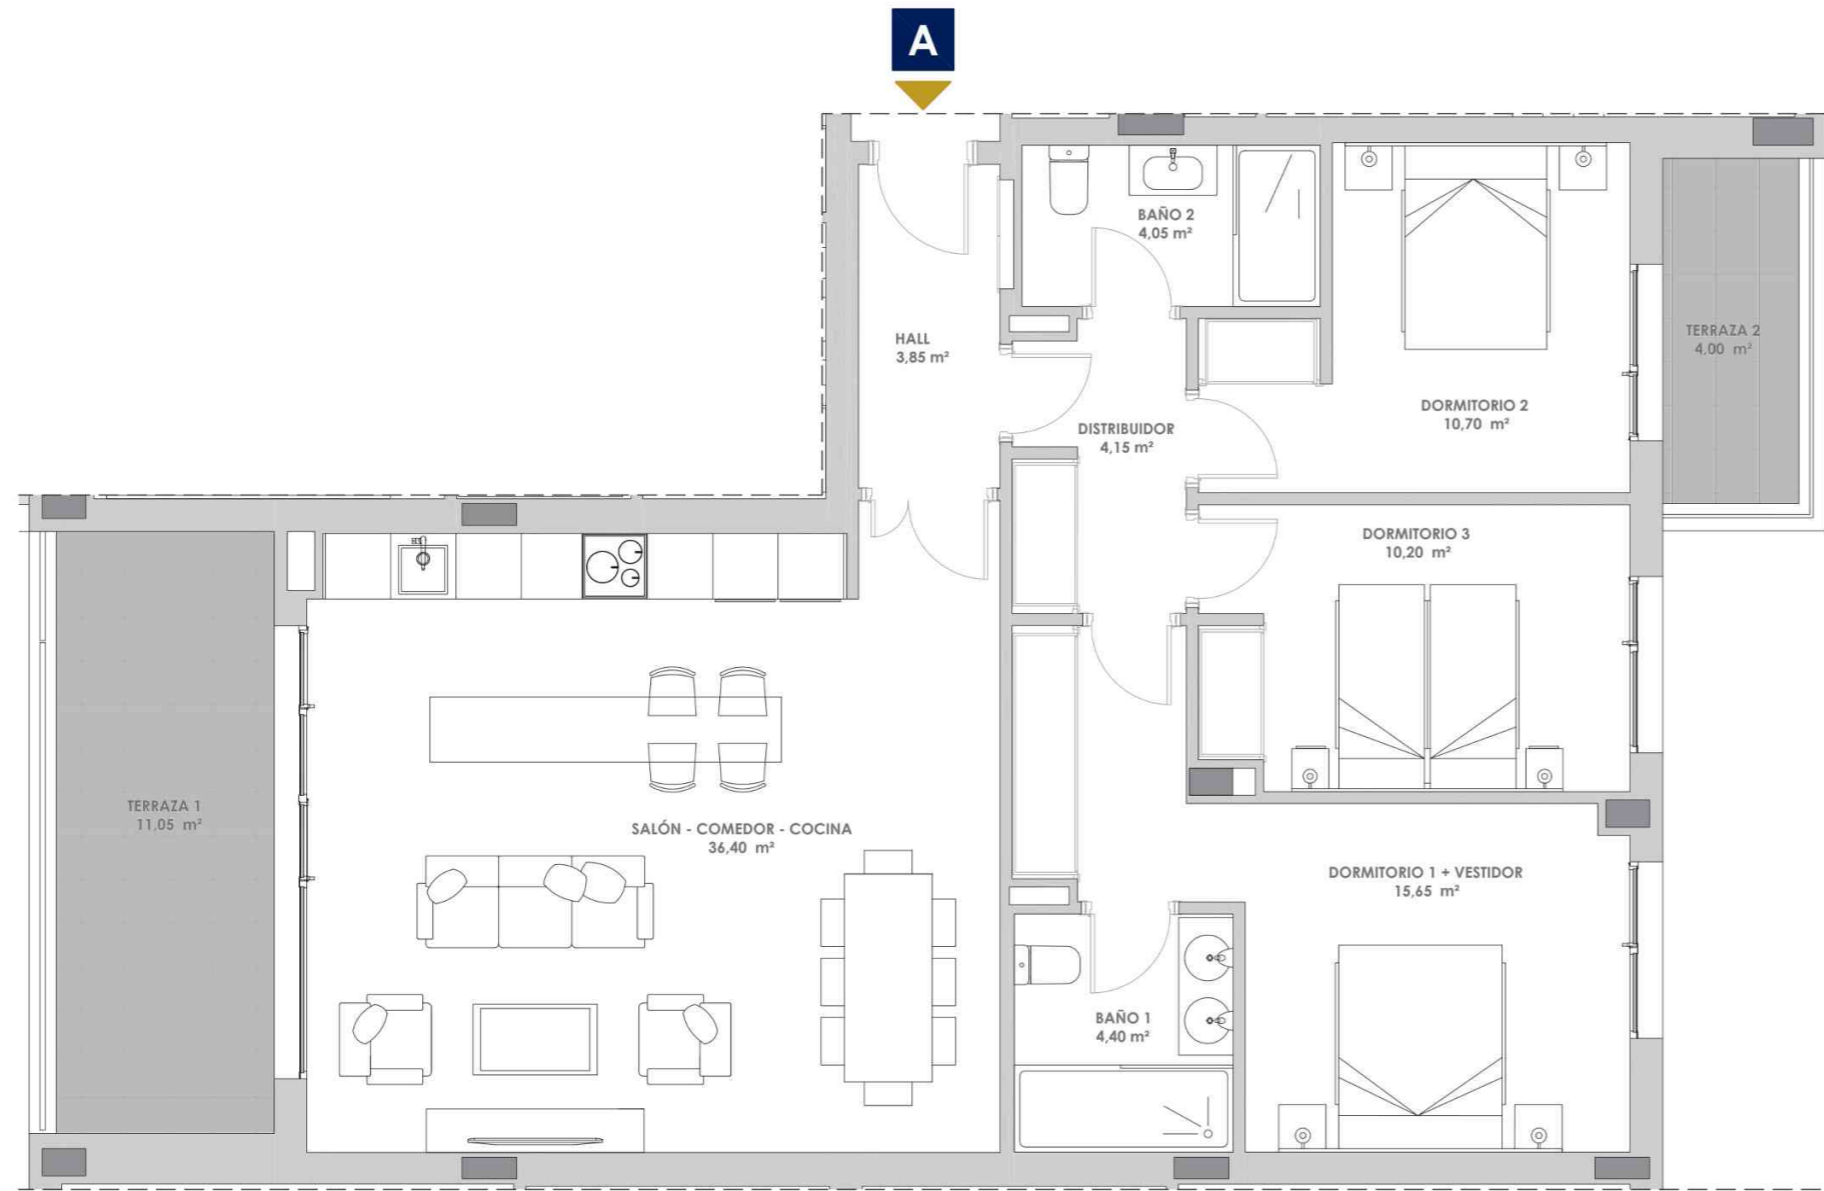 A
BAÑO 2
4,05 m²
HALL
3,85 m²
TERRAZA 2
4,00 m²
DORMITORIO 2
10,70 m²
DISTRIBUIDOR
4,15 m²
DORMITORIO 3
10,20 m²
TERRAZA 1
11,05 m²
SALÓN - COMEDOR - COCINA
36,40 m²
DORMITORIO 1 + VESTIDOR
15,65 m²
BAÑO 1
4,40 m²